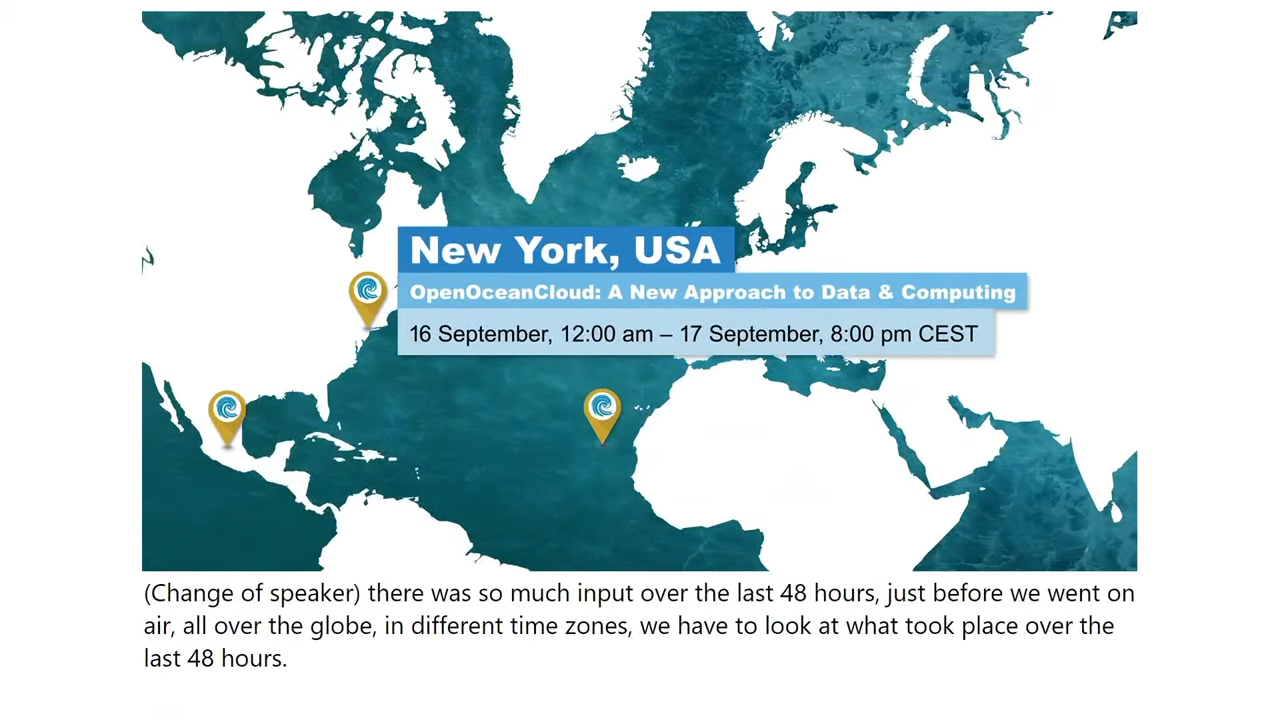 New York, USA
OpenOceanCloud: A New Approach to Data & Computing
16 September, 12:00 am – 17 September, 8:00 pm CEST
(Change of speaker) there was so much input over the last 48 hours, just before we went on
air, all over the globe, in different time zones, we have to look at what took place over the
last 48 hours.